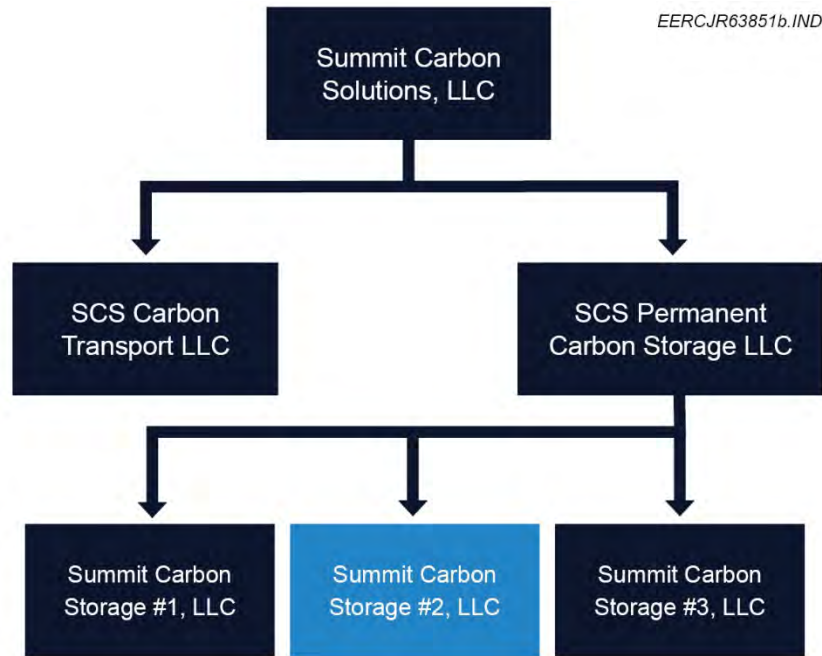 EERCJR63851b.IND
Summit Carbon
Solutions, LLC
SCS Carbon
Transport LLC
SCS Permanent
Carbon Storage LLC
Summit Carbon
Storage #1, LLC
Summit Carbon
Storage #2, LLC
Summit Carbon
Storage #3, LLC